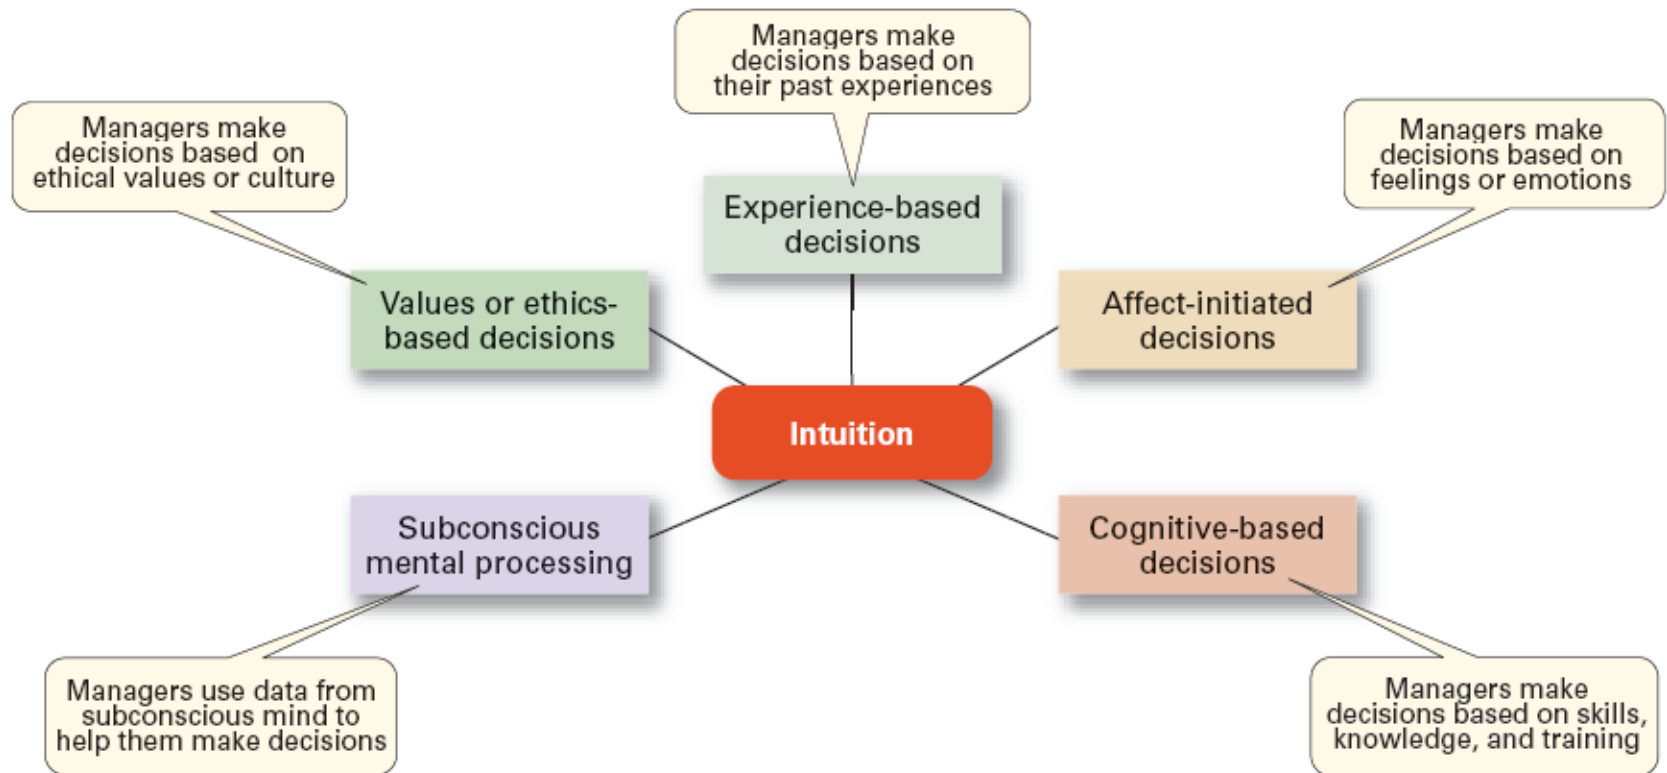 Managers make
decisions based on
their past experiences
Managers make
decisions based on
ethical values or culture
Managers make
decisions based on
feelings or emotions
Experience-based
decisions
Values or ethics-
based decisions
Affect-initiated
decisions
Intuition
Subconscious
mental processing
Cognitive-based
decisions
Managers use data from
subconscious mind to
help them make decisions
Managers make
decisions based on skills,
knowledge, and training